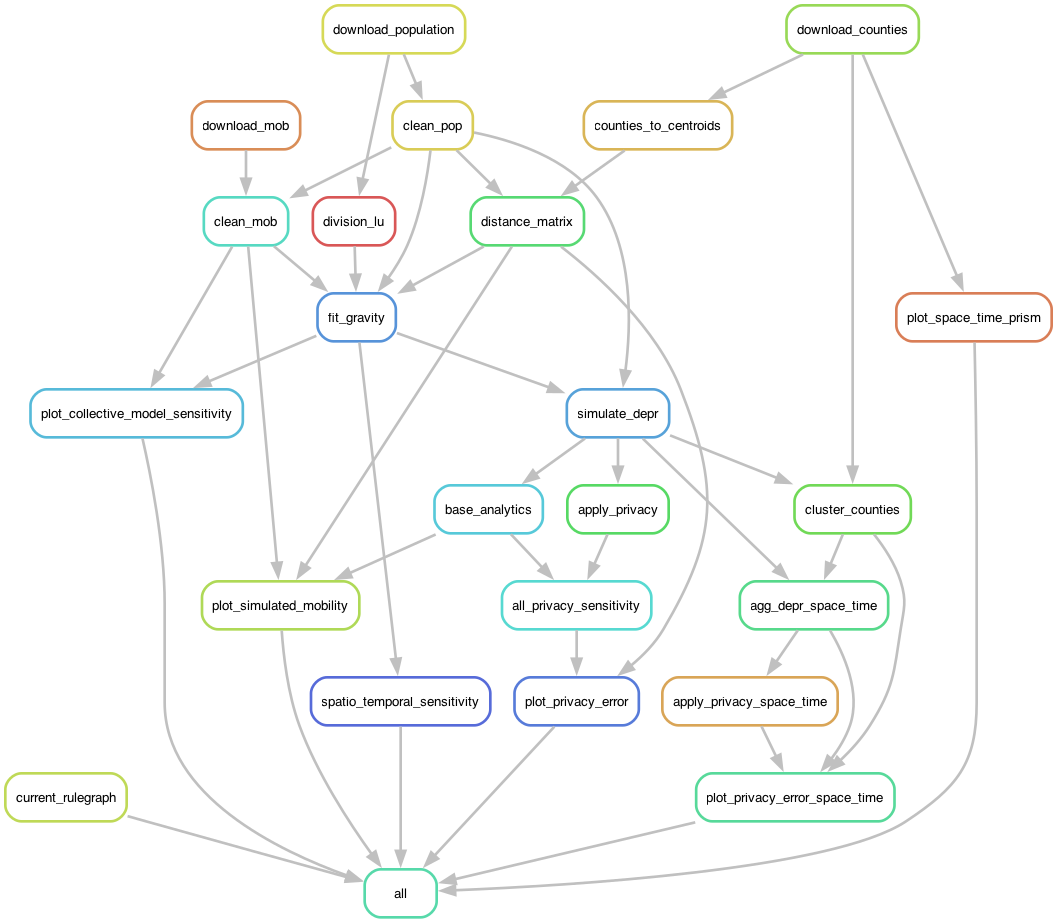 download_population
download_counties
download_mob
clean_pop
counties_to_centroids
clean_mob
division_lu
distance_matrix
fit_gravity
plot_space_time_prism
plot_collective_model_sensitivity
simulate_depr
base_analytics
apply_privacy
cluster_counties
plot_simulated_mobility
all_privacy_sensitivity
agg_depr_space_time
spatio_temporal_sensitivity
plot_privacy_error
apply_privacy_space_time
current_rulegraph
plot_privacy_error_space_time
all